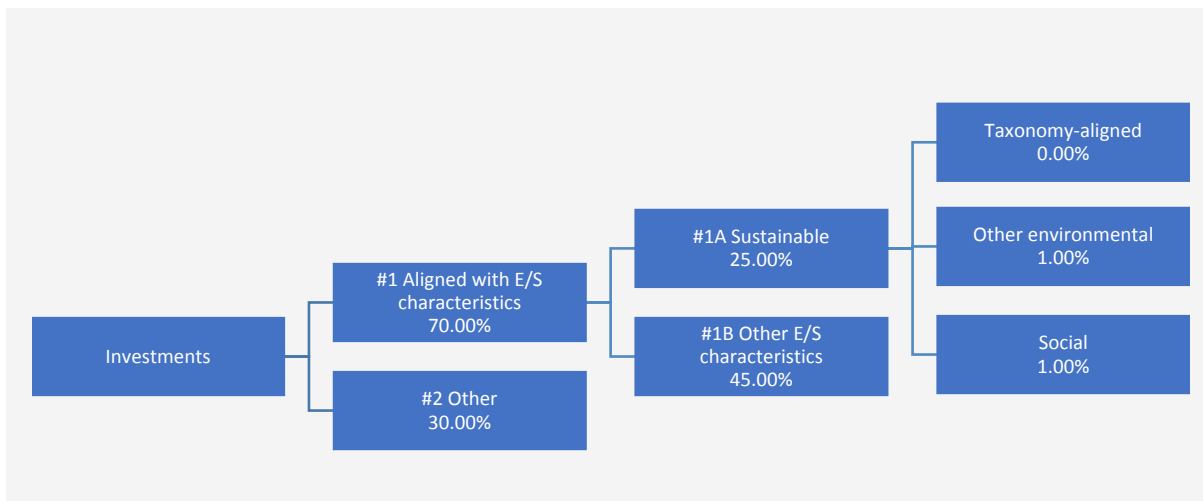 Investments
#1 Aligned with E/S
characteristics
70.00%
#2 Other
30.00%
#1A Sustainable
25.00%
#1B Other E/S
characteristics
45.00%
Taxonomy-aligned
0.00%
Other environmental
1.00%
Social
1.00%